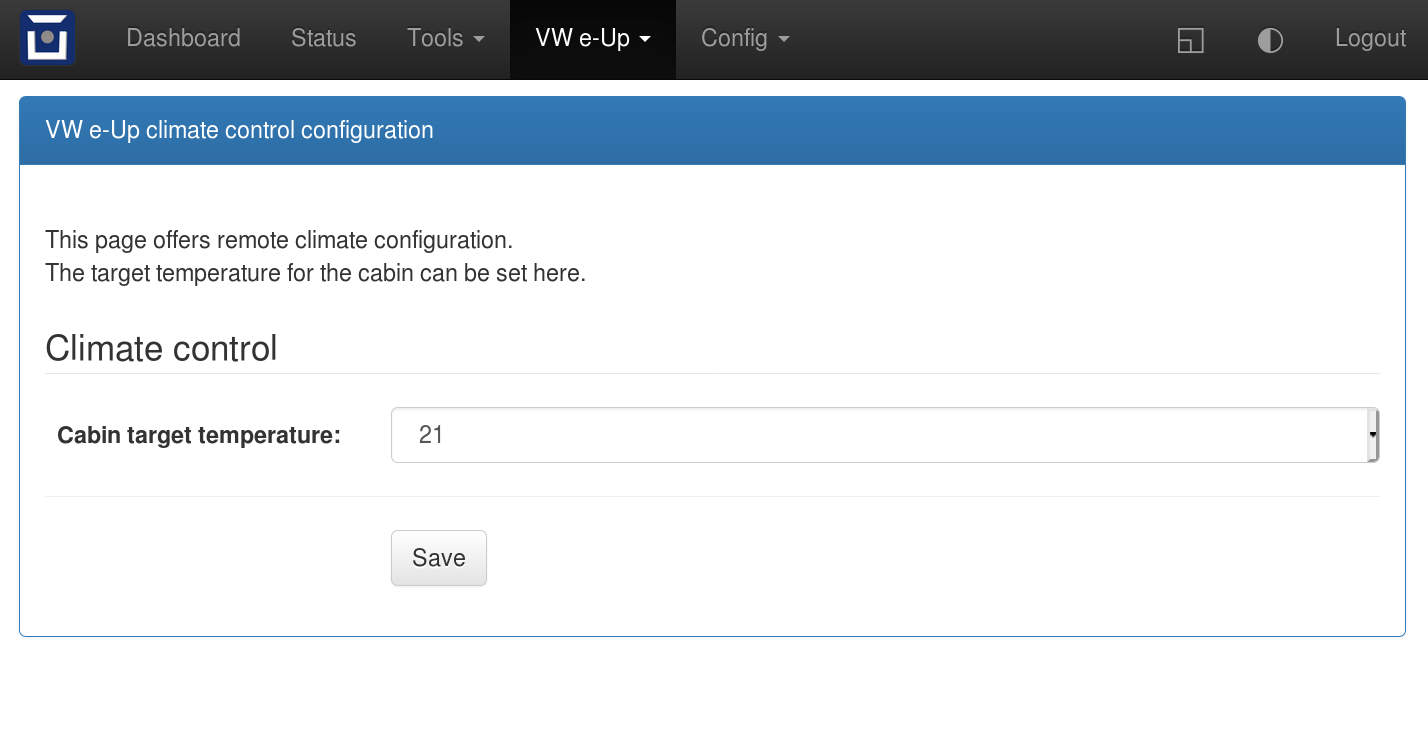 Dashboard Status Tools VW e-Up Config Logout
VW e-Up climate control configuration
This page offers remote climate configuration.
The target temperature for the cabin can be set here.
Climate control
Cabin target temperature: 21
Save